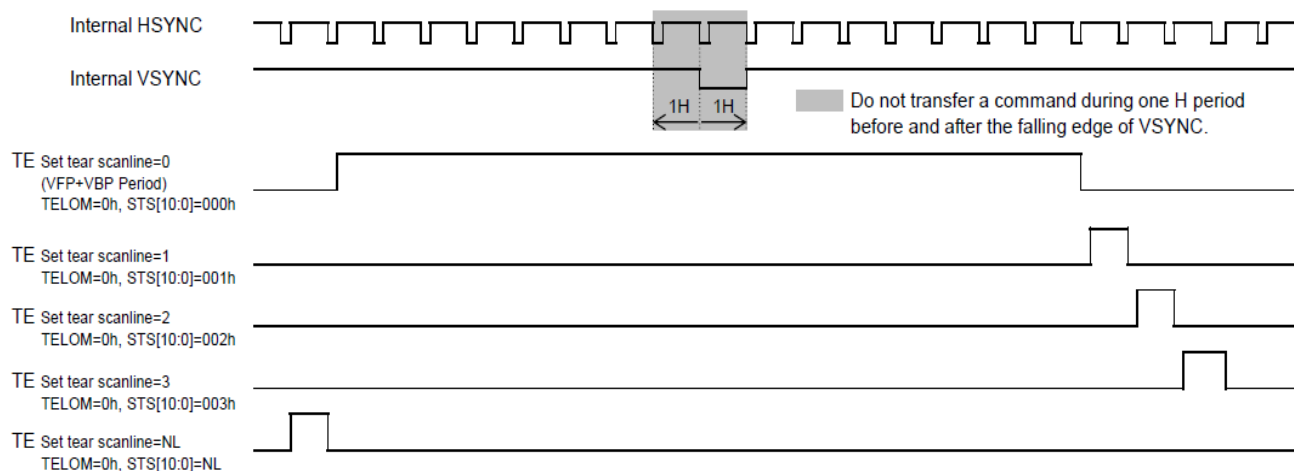 Internal HSYNC
Internal VSYNC
1H 1H
Do not transfer a command during one H period
before and after the falling edge of VSYNC.
TE Set tear scanline=0
(VFP+VBP Period)
TELOM=0h, STS[10:0]=000h
TE Set tear scanline=1
TELOM=0h, STS[10:0]=001h
TE Set tear scanline=2
TELOM=0h, STS[10:0]=002h
TE Set tear scanline=3
TELOM=0h, STS[10:0]=003h
TE Set tear scanline=NL
TELOM=0h, STS[10:0]=NL